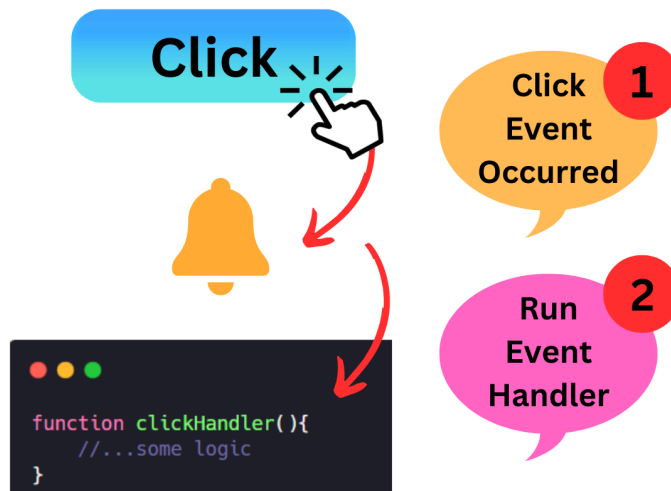 Click
1
Click
Event
Occurred
2
Run
Event
Handler
function clickHandler(){
    //...some logic
}